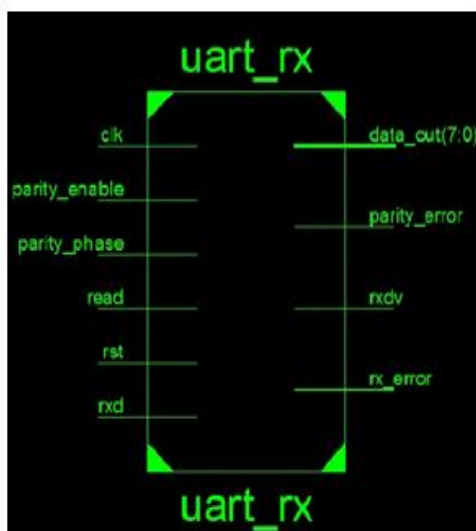 uart_rx
clk
data_out(7:0)
parity_enable
parity_error
parity_phase
read
rxdv
rst
rx_error
rxd
uart_rx